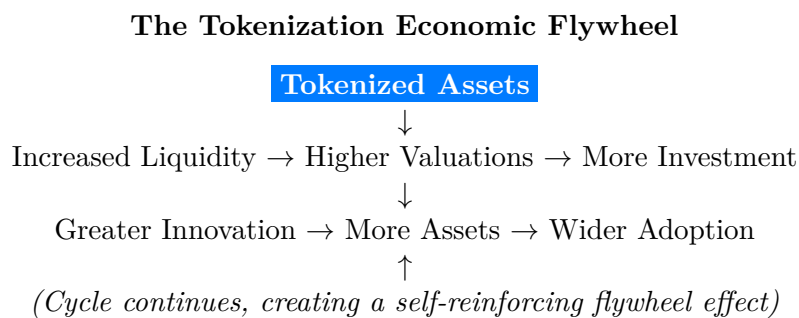 The Tokenization Economic Flywheel
Tokenized Assets
↓
Increased Liquidity → Higher Valuations → More Investment
↓
Greater Innovation → More Assets → Wider Adoption
↑
(Cycle continues, creating a self-reinforcing flywheel effect)